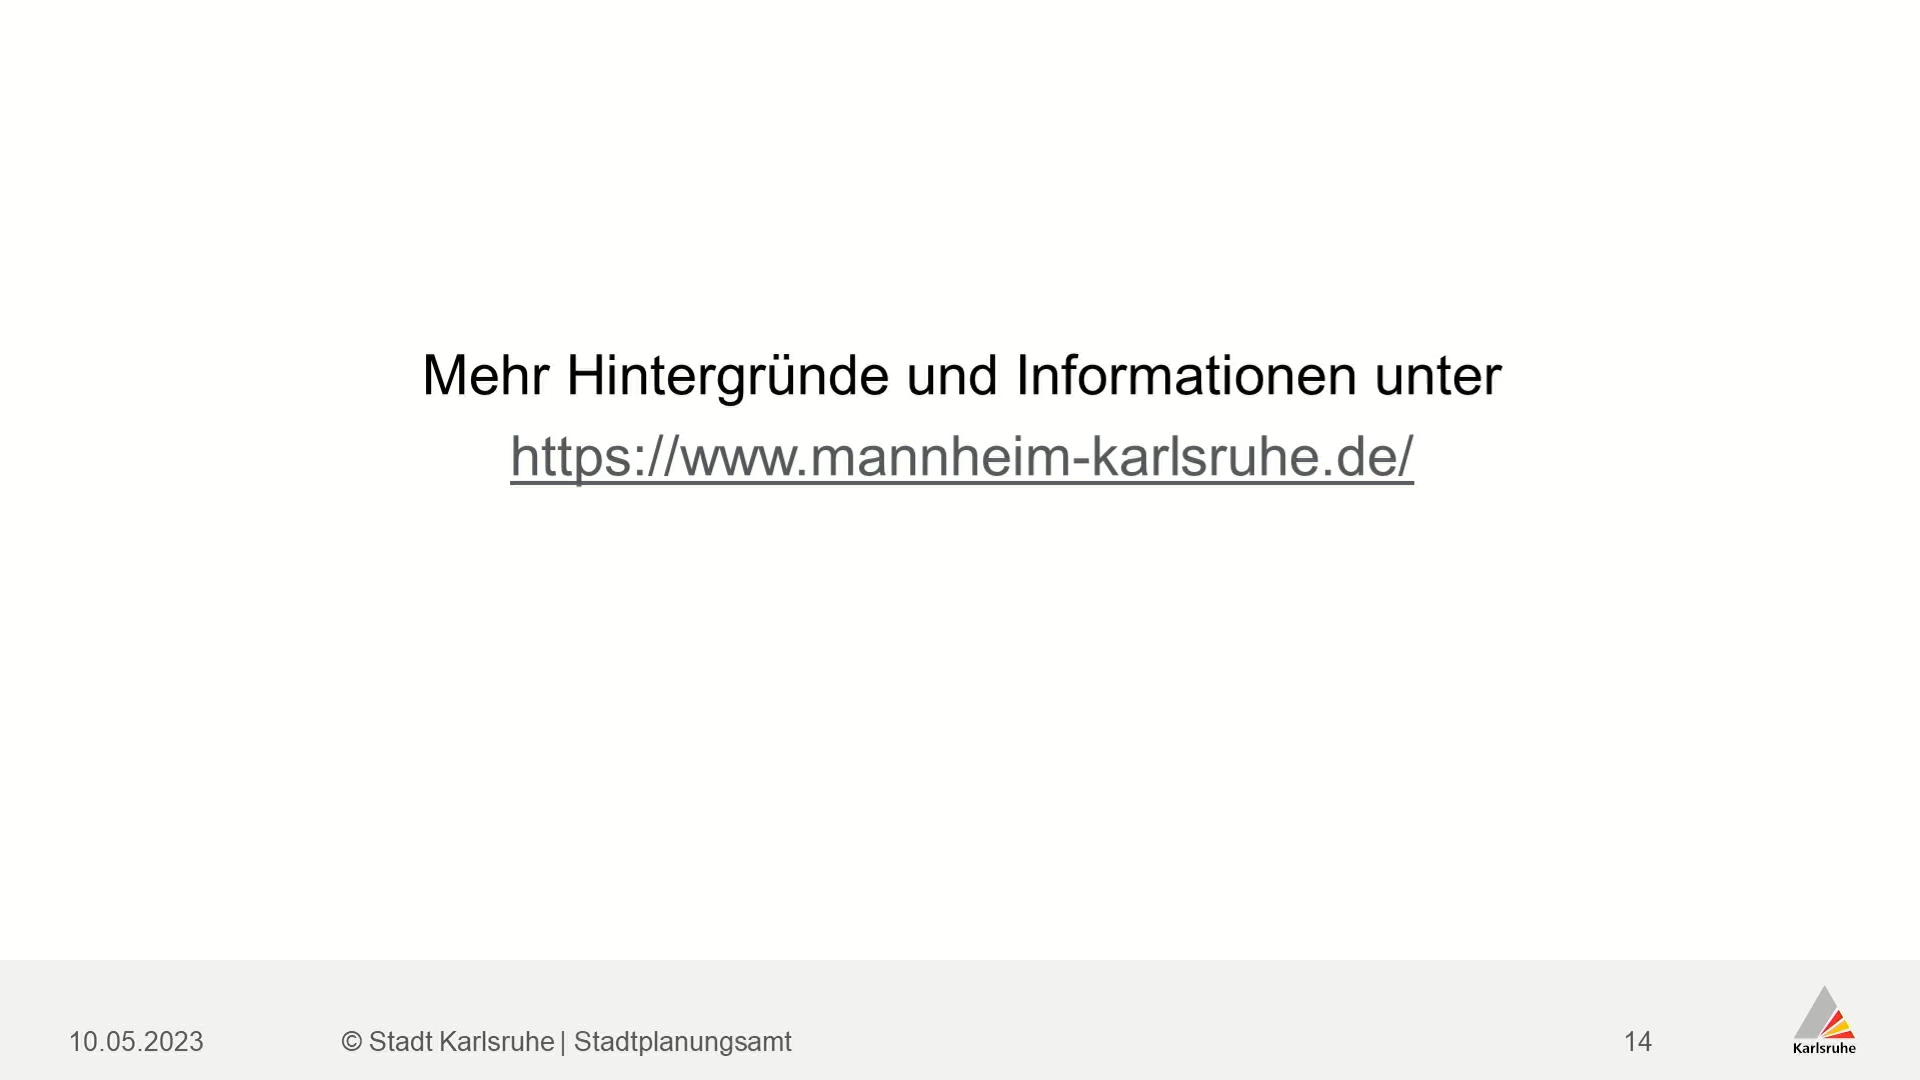 Mehr Hintergründe und Informationen unter
https://www.mannheim-karlsruhe.de/
10.05.2023
© Stadt Karlsruhe | Stadtplanungsamt
14
Karlsruhe